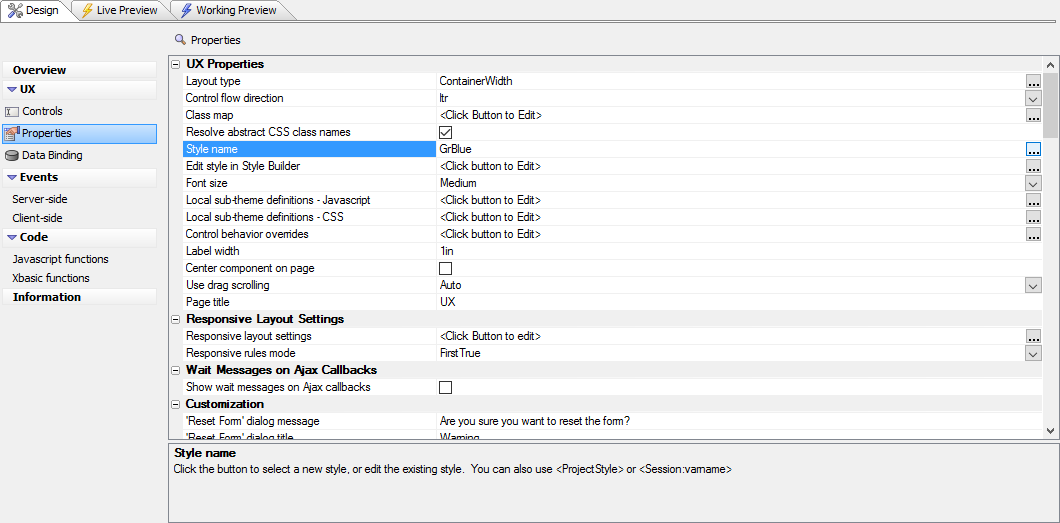 Design Live Preview Working Preview
Properties
Overview
UX
Controls
Properties
Data Binding
Events
Server-side
Client-side
Code
Javascript functions
Xbasic functions
Information
UX Properties
Layout type ContainerWidth ...
Control flow direction ltr
Class map <Click Button to Edit> ...
Resolve abstract CSS class names
Style name GrBlue ...
Edit style in Style Builder <Click button to Edit> ...
Font size Medium
Local sub-theme definitions - Javascript <Click button to Edit> ...
Local sub-theme definitions - CSS <Click button to Edit> ...
Control behavior overrides <Click button to Edit> ...
Label width 1in
Center component on page
Use drag scrolling Auto
Page title UX
Responsive Layout Settings
Responsive layout settings <Click Button to edit> ...
Responsive rules mode FirstTrue
Wait Messages on Ajax Callbacks
Show wait messages on Ajax callbacks
Customization
'Reset Form' dialog message Are you sure you want to reset the form?
'Reset Form' dialog title Warning
Style name
Click the button to select a new style, or edit the existing style. You can also use <ProjectStyle> or <Session:varname>